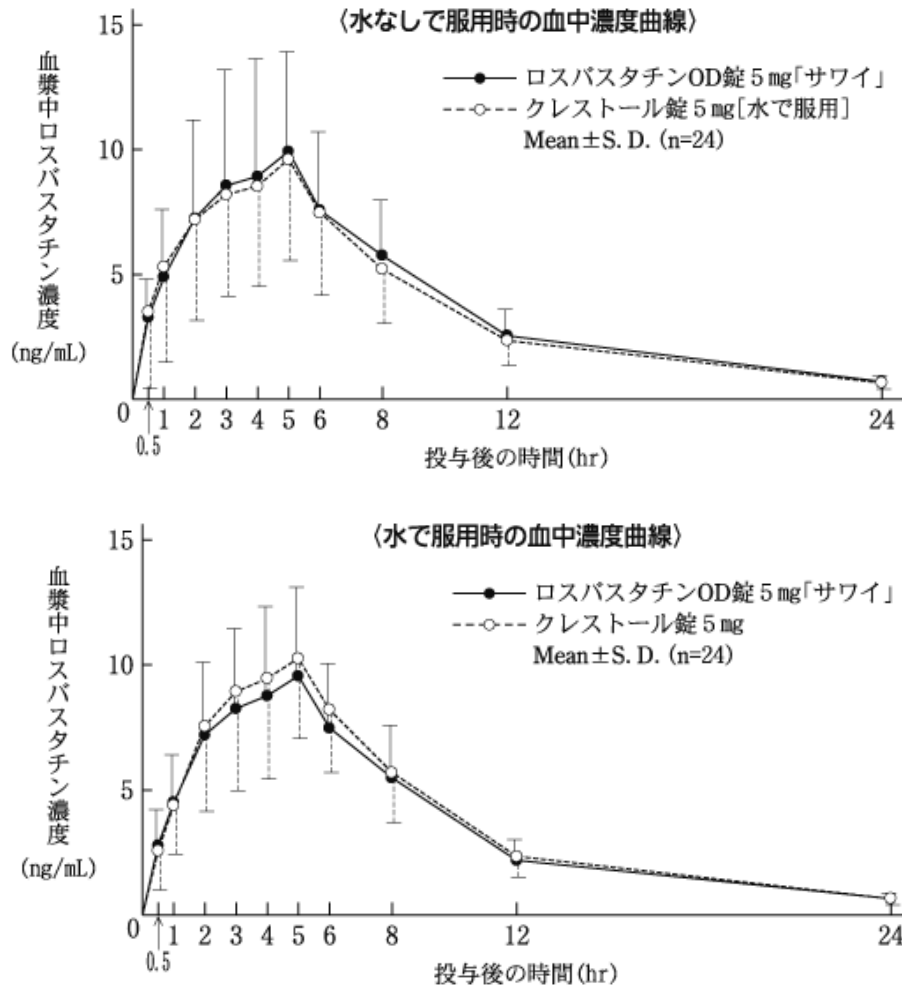 〈水なしで服用時の血中濃度曲線〉
15
10
5
0
血漿中ロスバスタチン濃度
(ng/mL)
ロスバスタチンOD錠5mg「サワイ」
クレストール錠5mg[水で服用]
Mean±S.D.(n=24)
0.5
1 2 3 4 5 6 8 12 24
投与後の時間(hr)
〈水で服用時の血中濃度曲線〉
15
10
5
0
血漿中ロスバスタチン濃度
(ng/mL)
ロスバスタチンOD錠5mg「サワイ」
クレストール錠5mg
Mean±S.D.(n=24)
0.5
1 2 3 4 5 6 8 12 24
投与後の時間(hr)